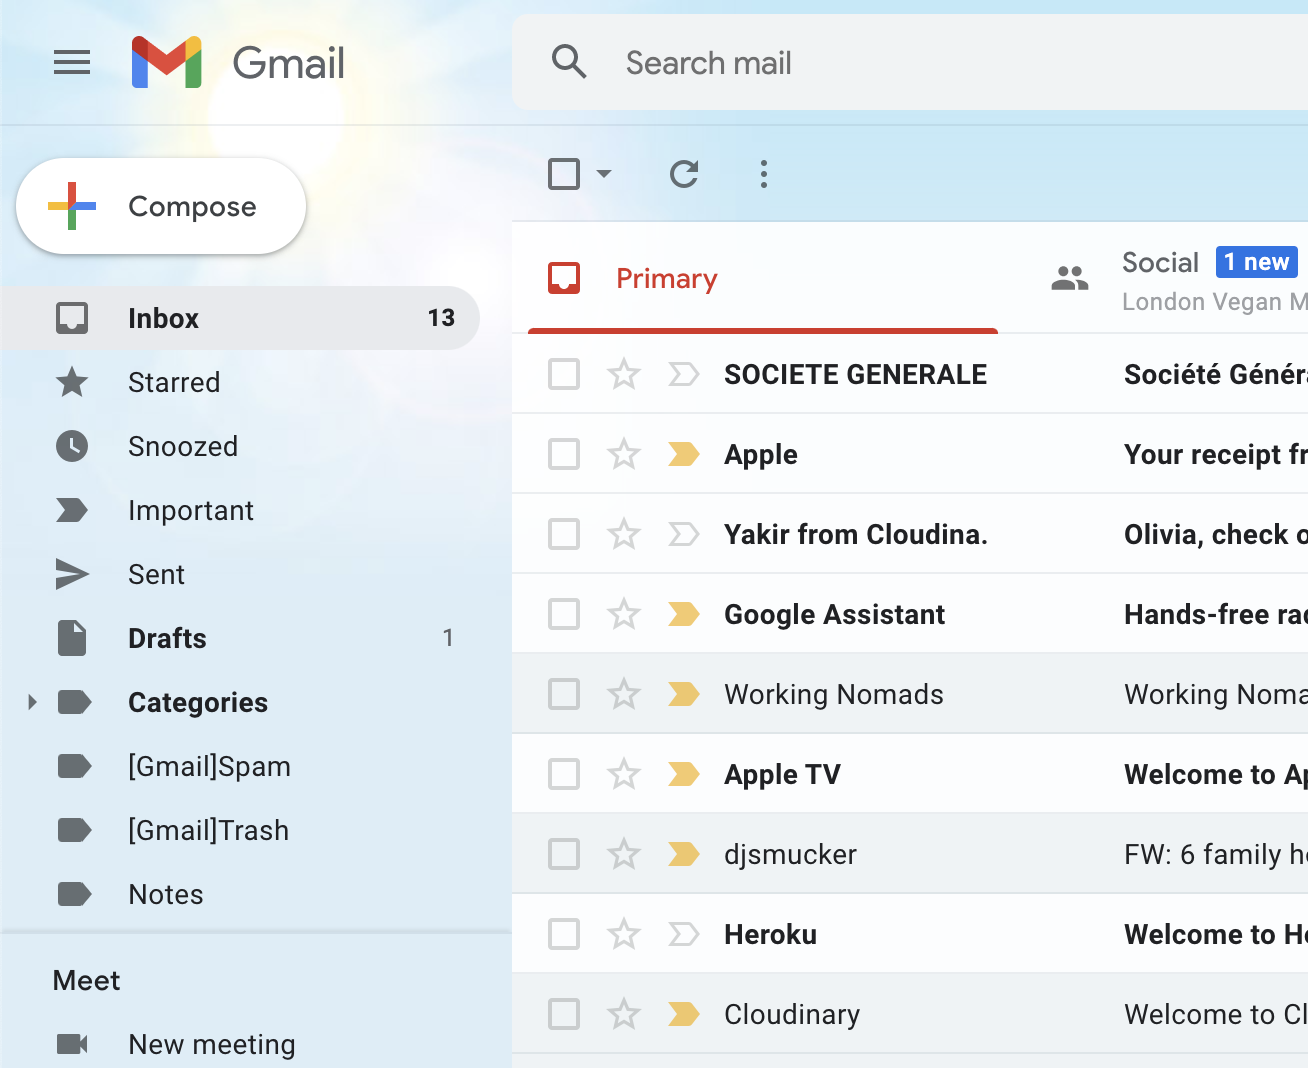 Gmail
Search mail
Compose
Inbox 13
Starred
Snoozed
Important
Sent
Drafts 1
Categories
[Gmail]Spam
[Gmail]Trash
Notes
Meet
New meeting
Primary
Social 1 new
London Vegan M
SOCIETE GENERALE Société Génér
Apple Your receipt fr
Yakir from Cloudina. Olivia, check o
Google Assistant Hands-free rad
Working Nomads Working Noma
Apple TV Welcome to Ap
djsmucker FW: 6 family h
Heroku Welcome to He
Cloudinary Welcome to Cl